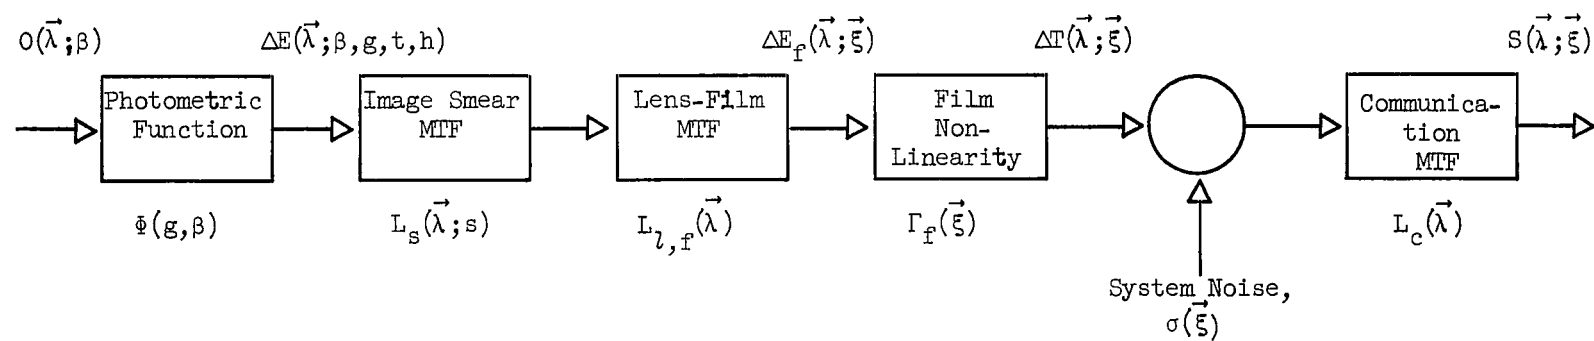 O(λ⃗;β)
ΔE(λ⃗;β,g,t,h)
ΔE_f(λ⃗;ξ⃗)
ΔT(λ⃗;ξ⃗)
S(λ⃗;ξ⃗)
Photometric
Function
Image Smear
MTF
Lens-Film
MTF
Film
Non-
Linearity
Communica-
tion
MTF
Φ(g,β)
L_s(λ⃗;s)
L_{l,f}(λ⃗)
Γ_f(ξ⃗)
L_c(λ⃗)
System Noise,
σ(ξ⃗)